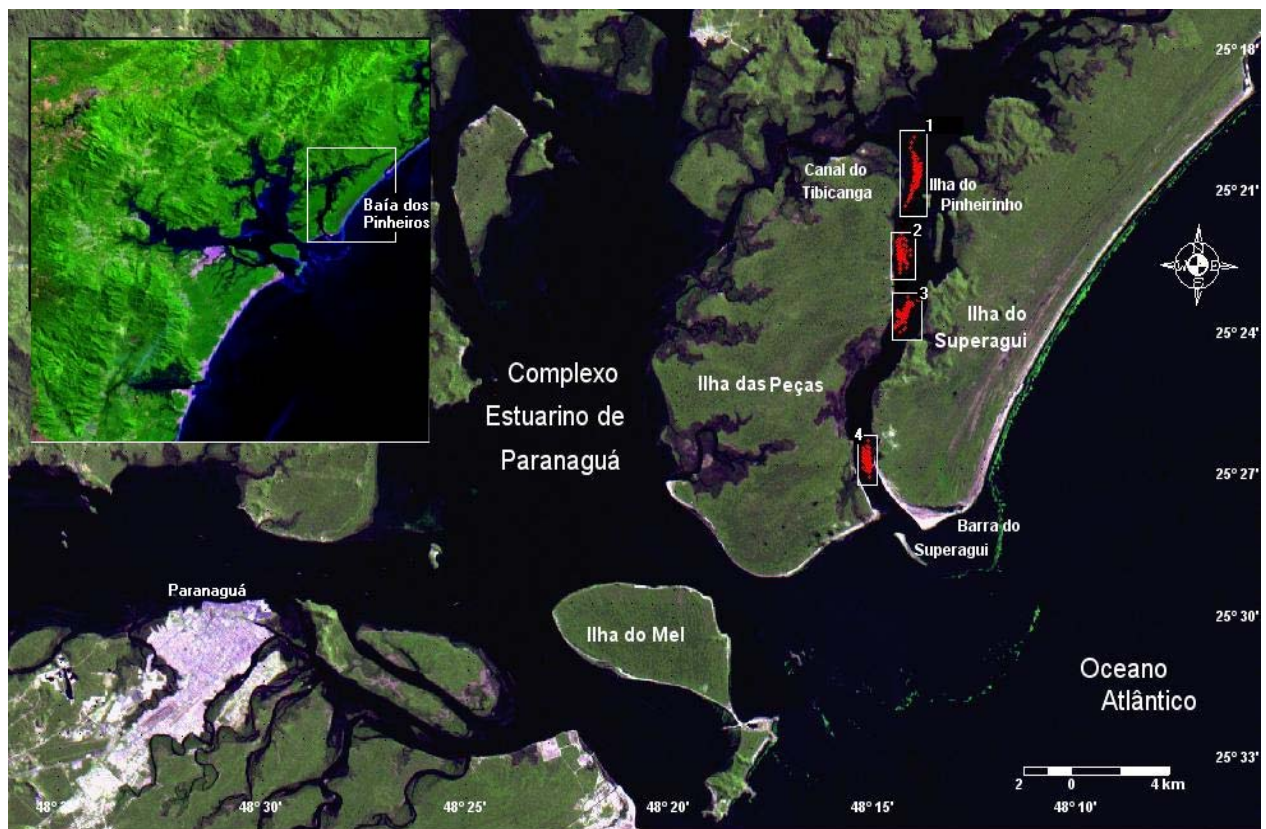 25° 18'
1
Baía dos
Pinheiros
Canal do
Tibicanga
Ilha do
Pinheirinho
25° 21'
2
N
W
E
S
3
Ilha do
Superagui
25° 24'
Complexo
Estuarino de
Paranaguá
Ilha das Peças
4
25° 27'
Barra do
Superagui
Paranaguá
25° 30'
Ilha do Mel
Oceano
Atlântico
25° 33'
2
0
4 km
48° 30'
48° 25'
48° 20'
48° 15'
48° 10'